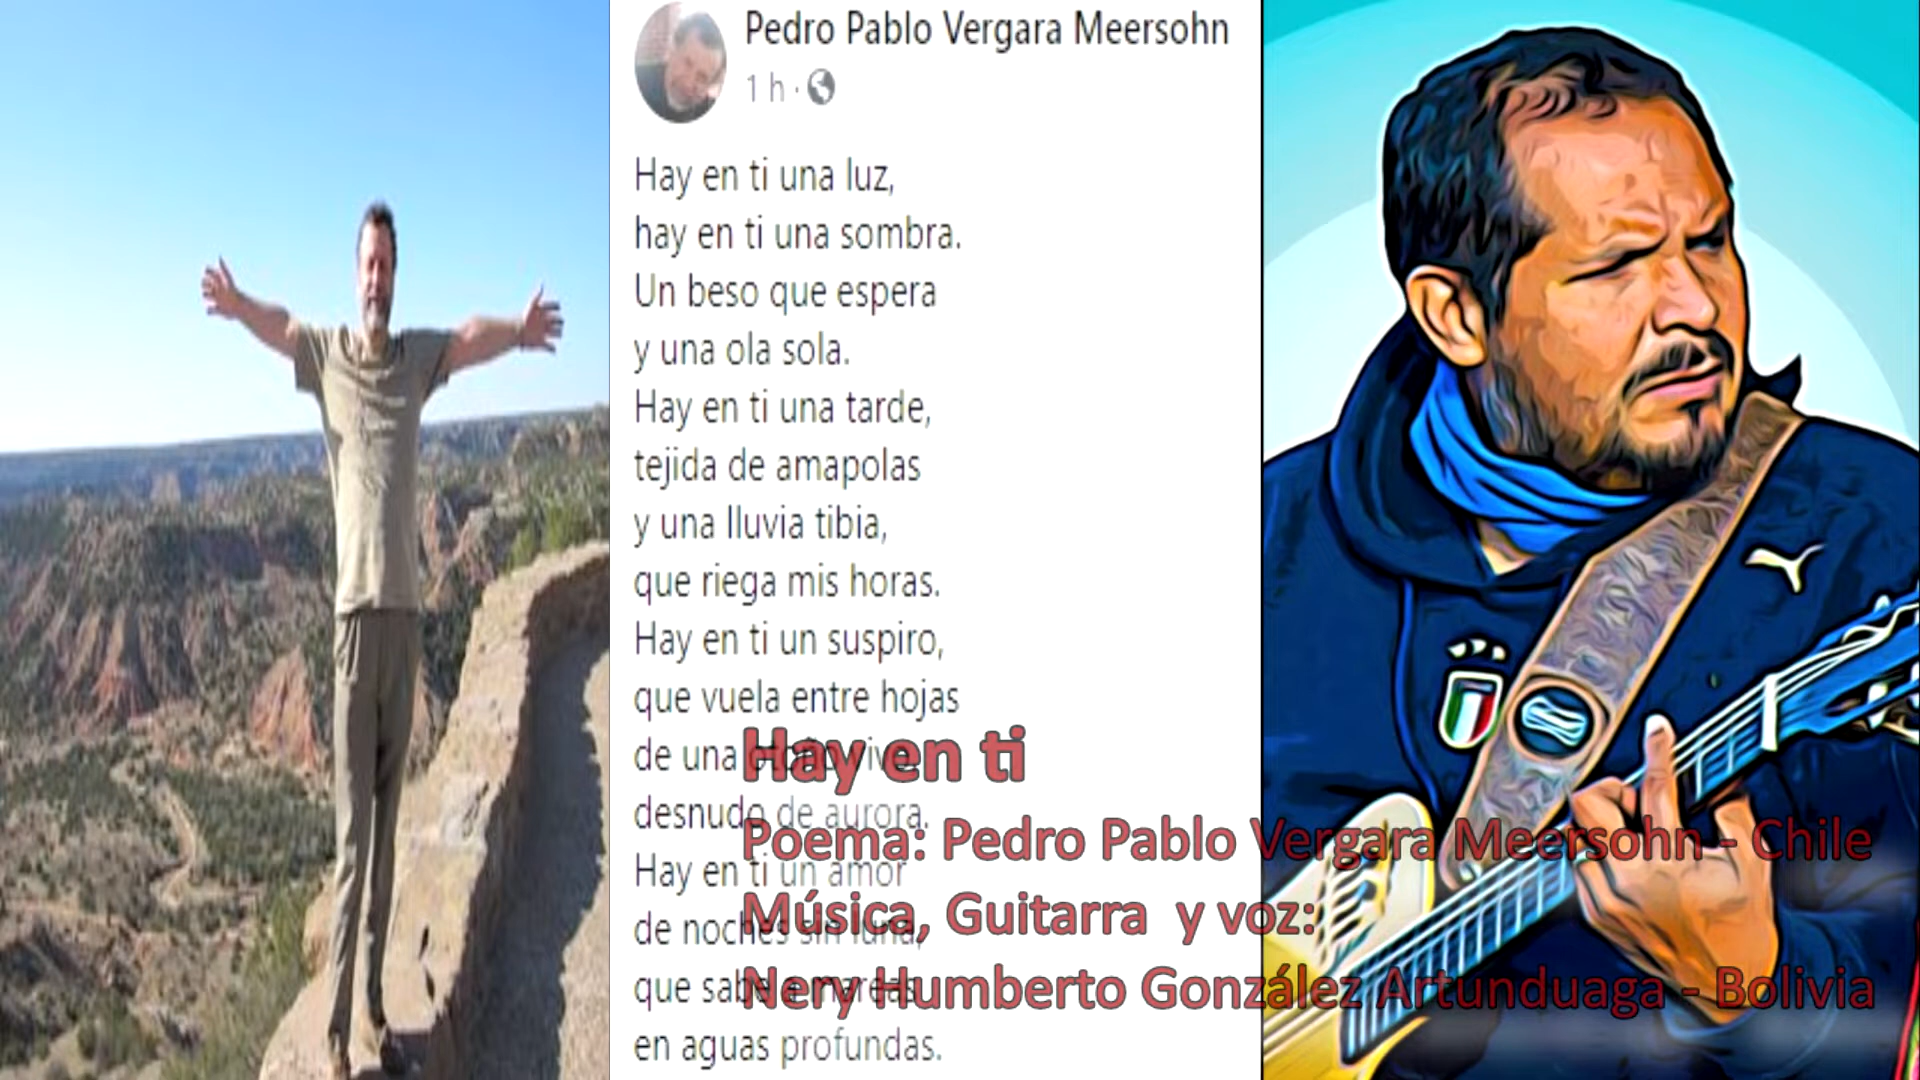 Pedro Pablo Vergara Meersohn
1 h ·
Hay en ti una luz,
hay en ti una sombra.
Un beso que espera
y una ola sola.
Hay en ti una tarde,
tejida de amapolas
y una lluvia tibia,
que riega mis horas.
Hay en ti un suspiro,
que vuela entre hojas
de una
desnudo de aurora.
Hay en ti un amor
de noches sin luna,
que sabe a mareas
en aguas profundas.
Hay en ti
Poema: Pedro Pablo Vergara Meersohn - Chile
Música, Guitarra y voz:
Nery Humberto González Artunduaga - Bolivia